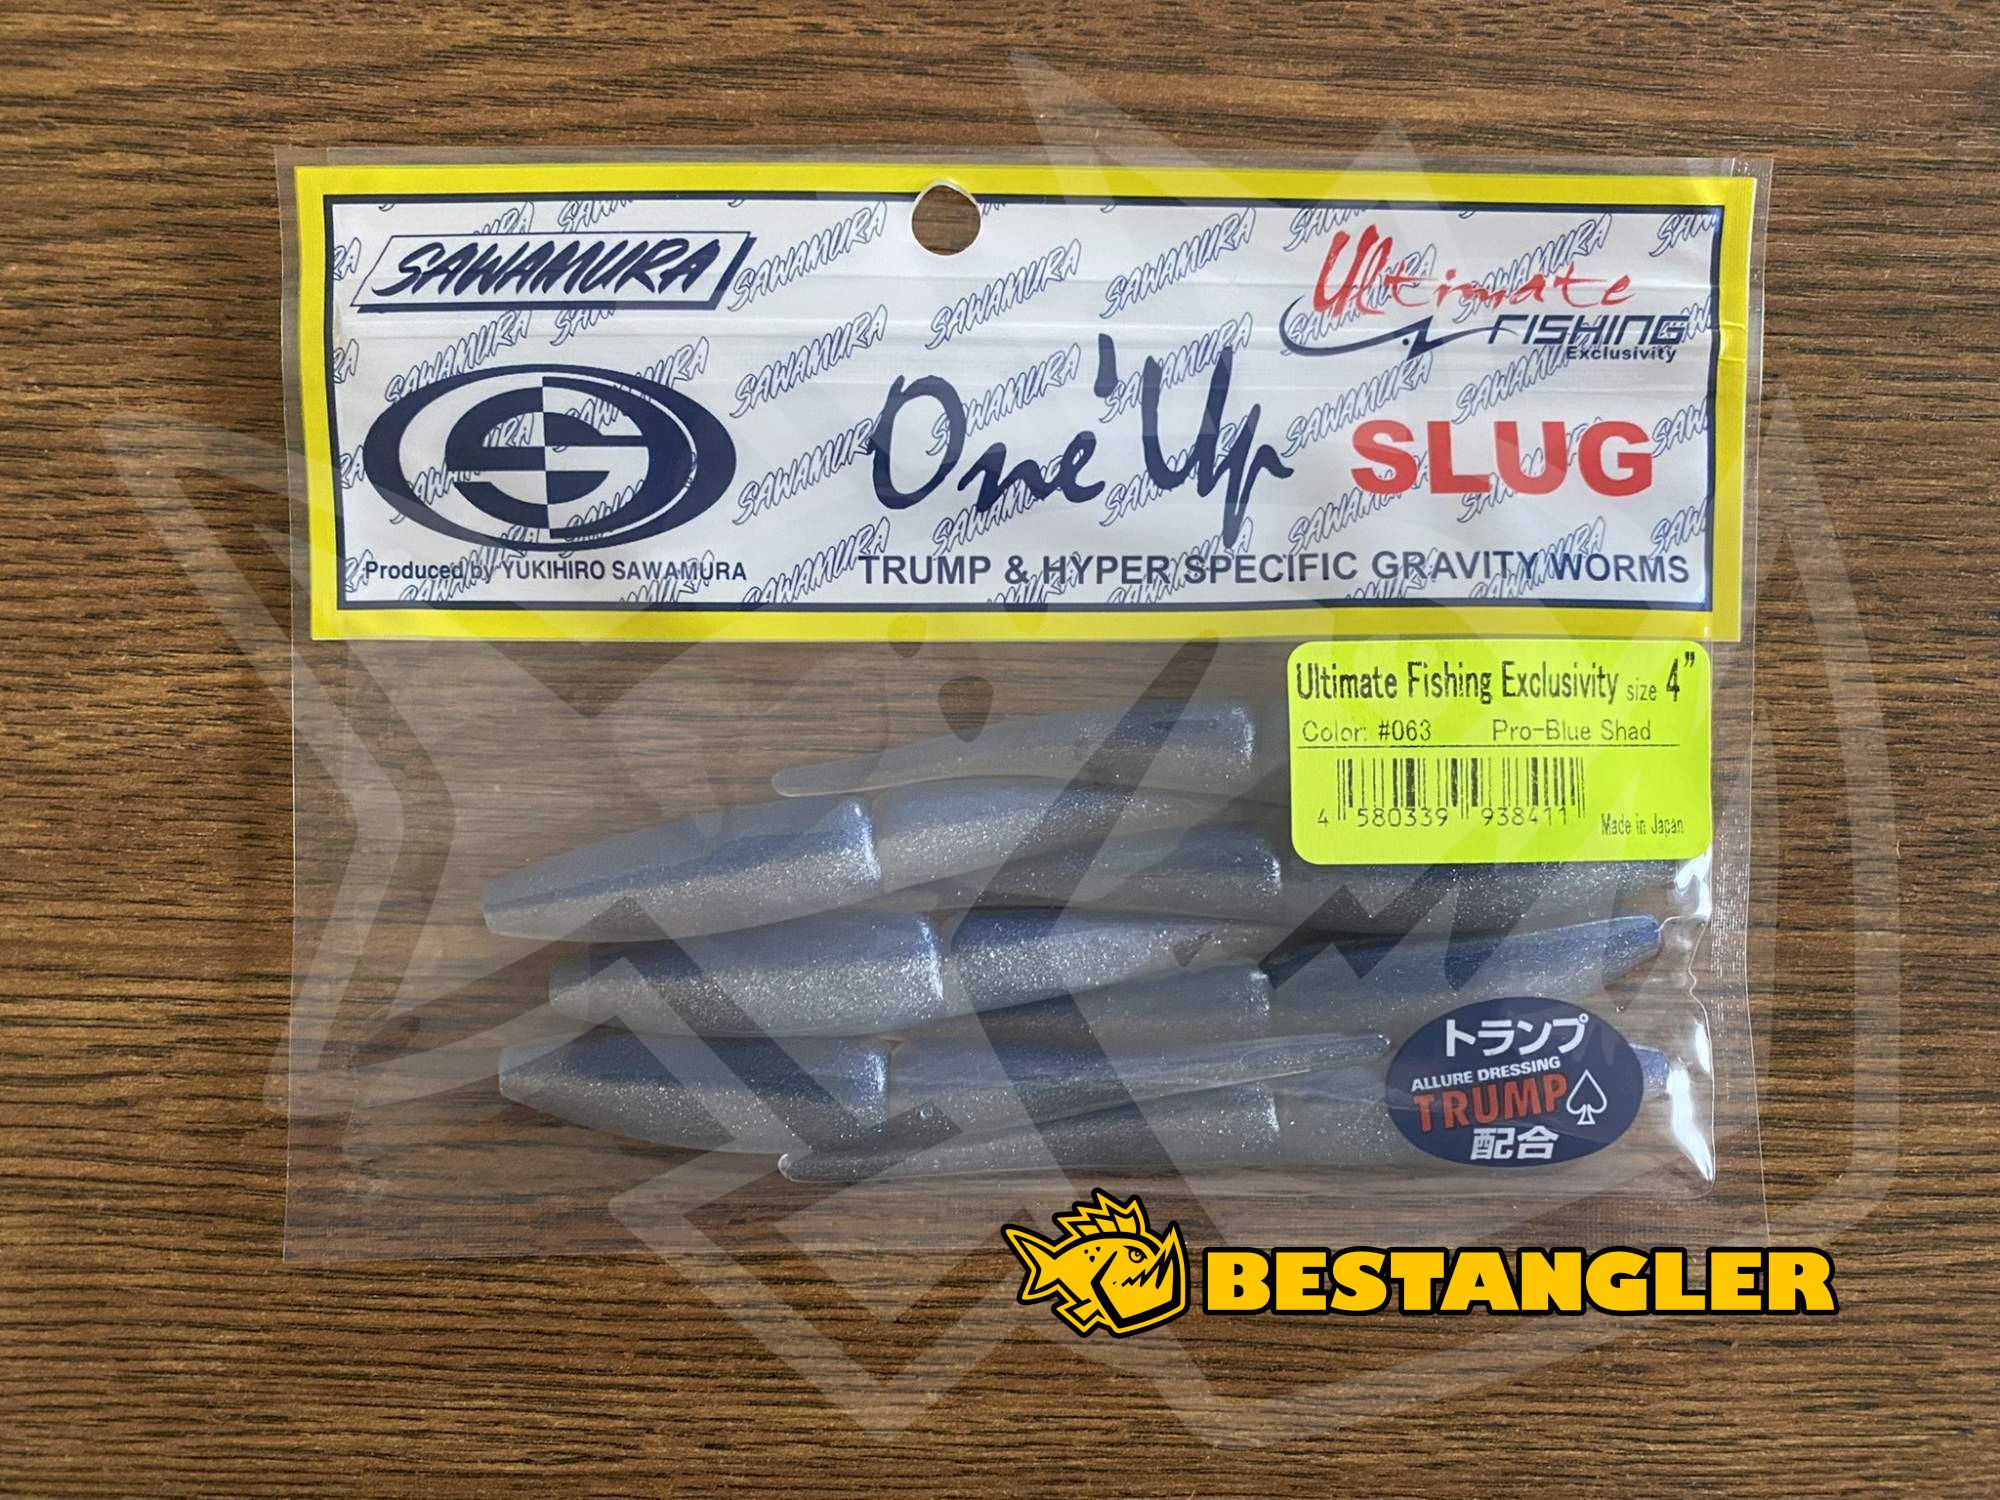 SAWAMURA
Ultimate
FISHING
Exclusivity
One'Up SLUG
Produced by YUKIHIRO SAWAMURA
TRUMP & HYPER SPECIFIC GRAVITY WORMS
Ultimate Fishing Exclusivity size 4”
Color: #063 Pro-Blue Shad
4 580339 938411
Made in Japan
トランプ
ALLURE DRESSING
TRUMP
配合
BESTANGLER